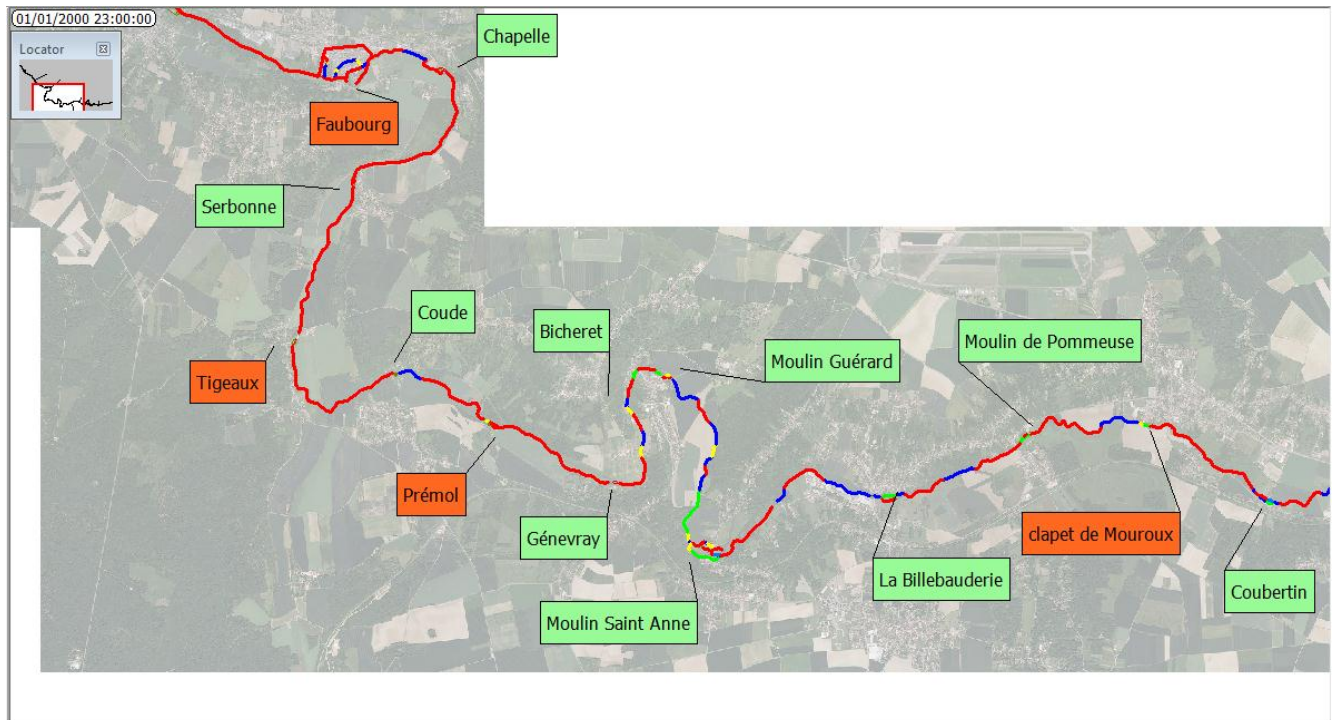 01/01/2000 23:00:00
Locator
Chapelle
Faubourg
Serbonne
Coude
Bicheret
Moulin de Pommeuse
Moulin Guérard
Tigeaux
Prémol
Génevray
clapet de Mouroux
La Billebauderie
Coubertin
Moulin Saint Anne